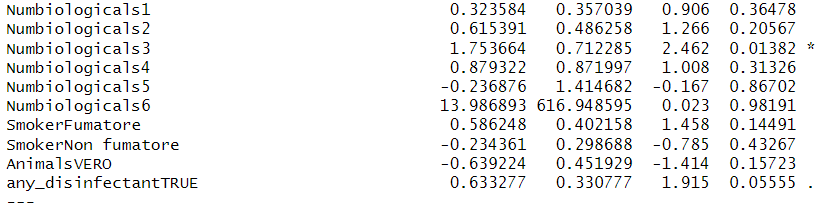 Numbiologicals1 0.323584 0.357039 0.906 0.36478
Numbiologicals2 0.615391 0.486258 1.266 0.20567
Numbiologicals3 1.753664 0.712285 2.462 0.01382 *
Numbiologicals4 0.879322 0.871997 1.008 0.31326
Numbiologicals5 -0.236876 1.414682 -0.167 0.86702
Numbiologicals6 13.986893 616.948595 0.023 0.98191
SmokerFumatore 0.586248 0.402158 1.458 0.14491
SmokerNon fumatore -0.234361 0.298688 -0.785 0.43267
AnimalsVERO -0.639224 0.451929 -1.414 0.15723
any_disinfectantTRUE 0.633277 0.330777 1.915 0.05555 .
---